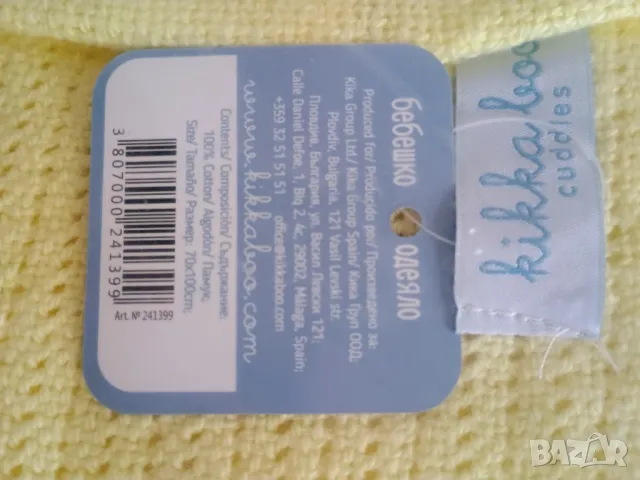 бебешко одеяло
Produced for/ Producido por/ Произведено за:
Kika Group Ltd/ Kika Group Spain/ Кика Груп ООД:
Plovdiv, Bulgaria, 121 Vasil Levski str.
Пловдив, България, ул. Васил Левски 121;
Calle Daniel Defoe, 1, Blq 2, 4c, 29002, Málaga, Spain;
+359 32 51 51 51 office@kikkaboo.com
www.kikkaboo.com
Contents/ Composición/ Съдържание:
100% Cotton/ Algodón/ Памук;
Size/ Tamaño/ Размер: 70x100cm;
3 807000 241399
Art. № 241399
kikka boo
cuddles
BAZAR